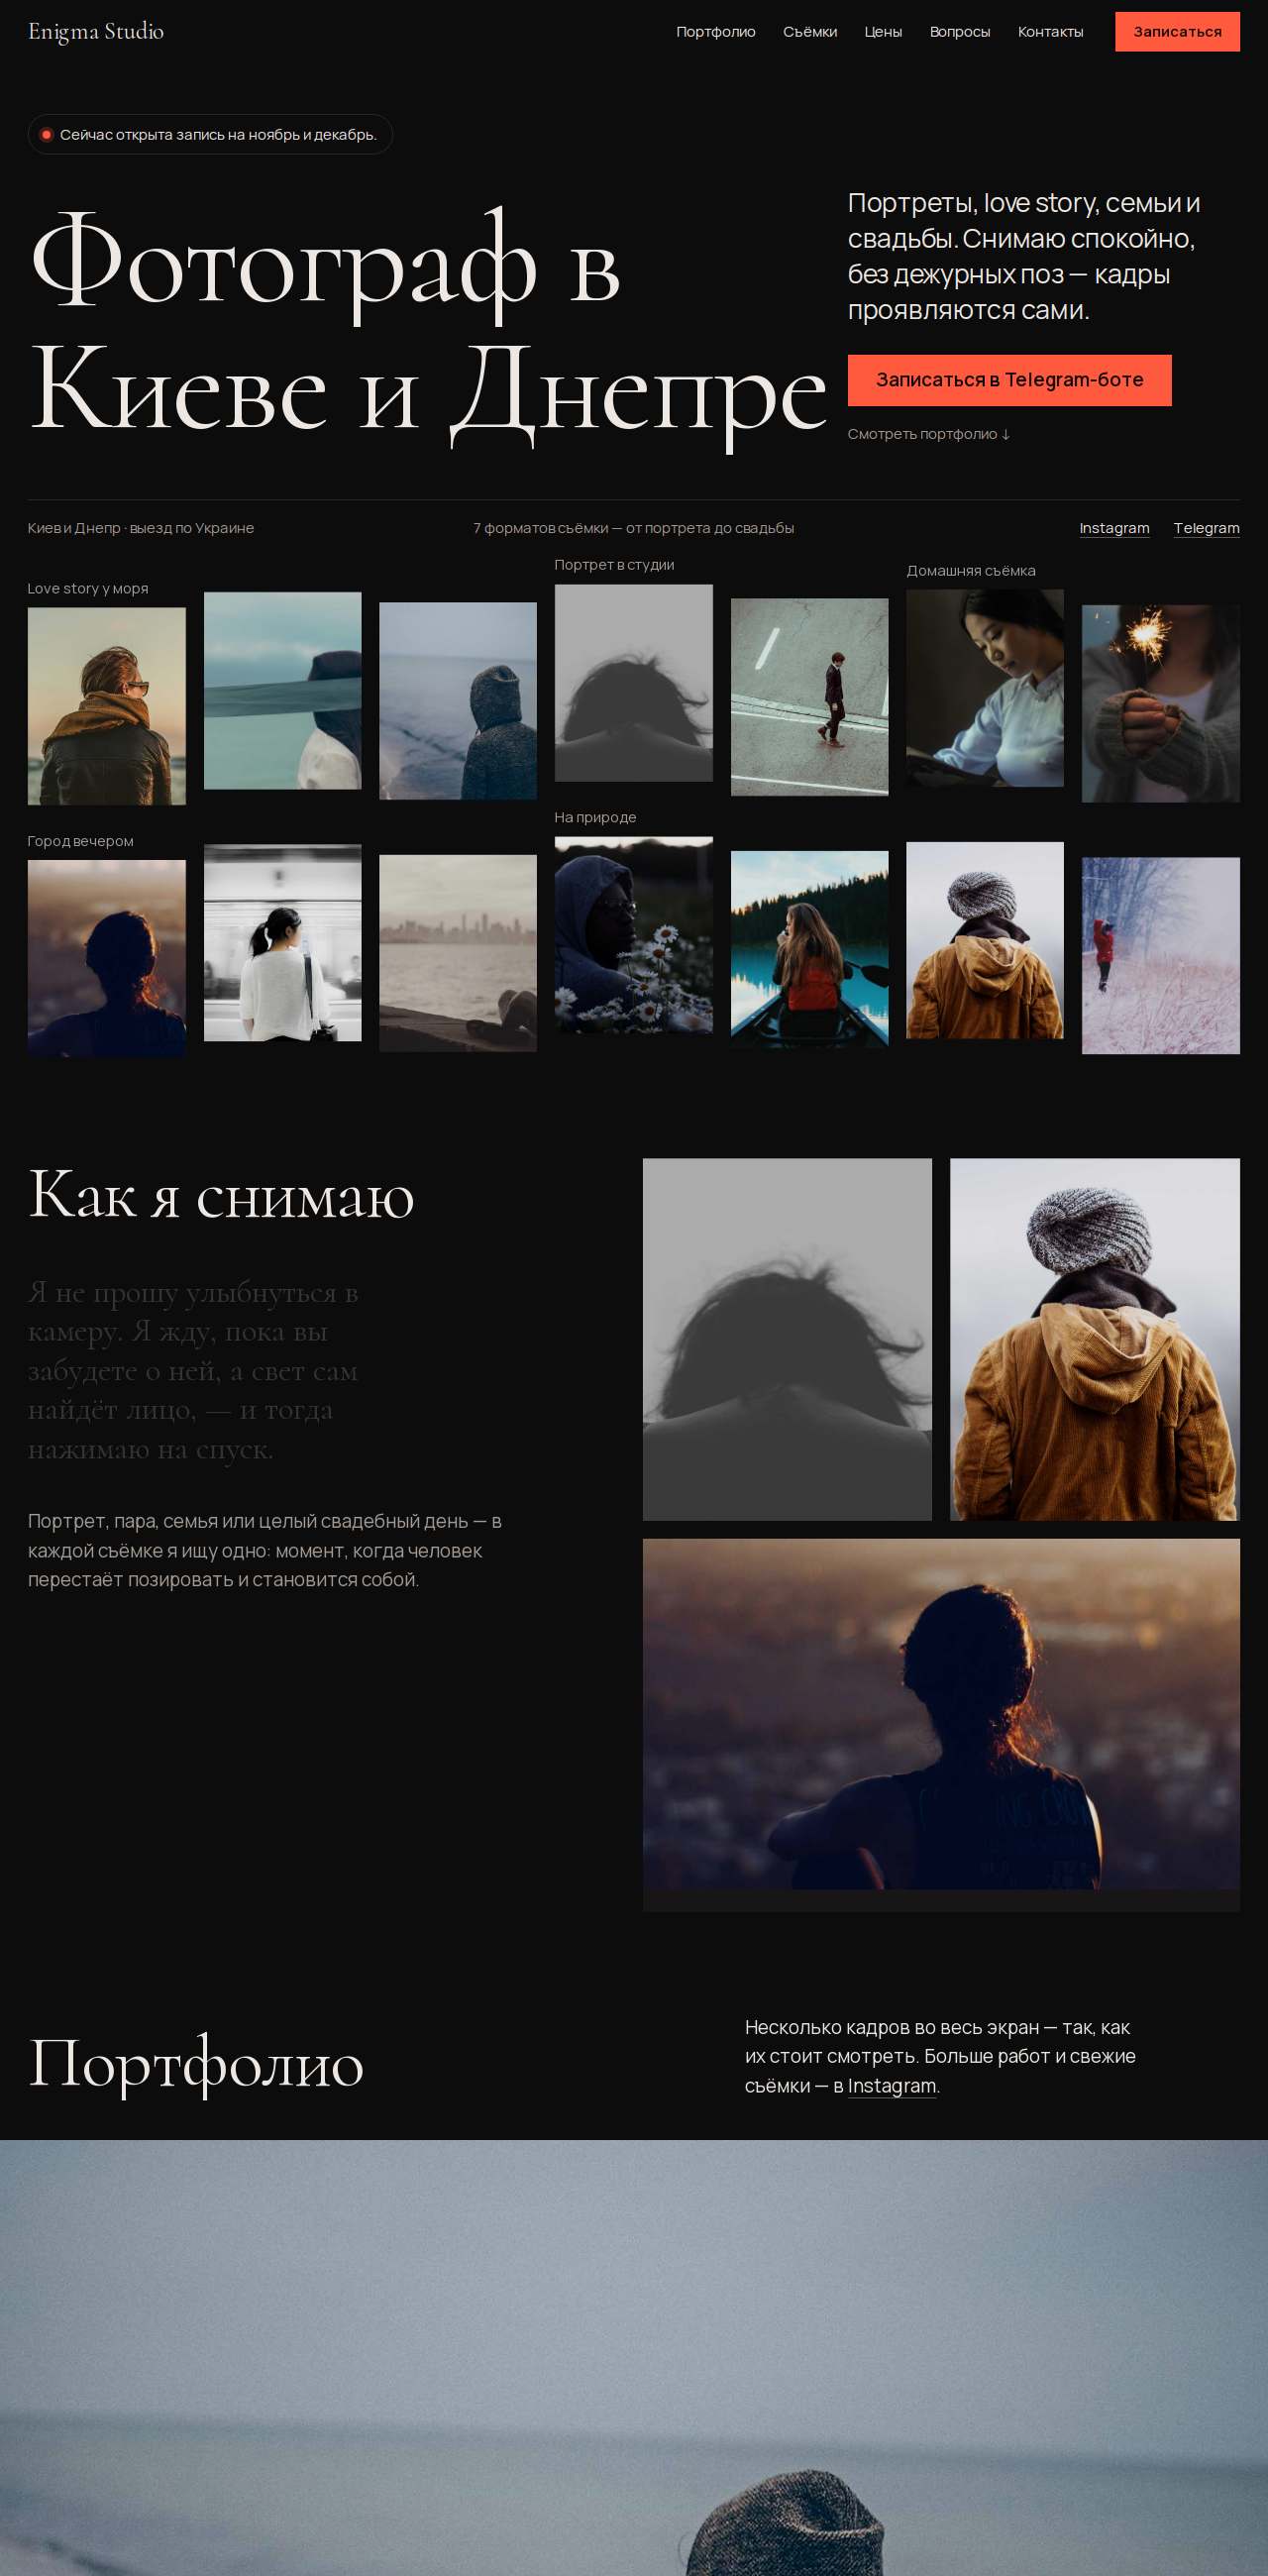 Enigma Studio
Портфолио Съёмки Цены Вопросы Контакты Записаться
Сейчас открыта запись на ноябрь и декабрь.
Фотограф в
Киеве и Днепре
Портреты, love story, семьи и
свадьбы. Снимаю спокойно,
без дежурных поз — кадры
проявляются сами.
Записаться в Telegram-боте
Смотреть портфолио ↓
Киев и Днепр · выезд по Украине
7 форматов съёмки — от портрета до свадьбы
Instagram Telegram
Love story у моря
Портрет в студии
Домашняя съёмка
Город вечером
На природе
Как я снимаю
Я не прошу улыбнуться в
камеру. Я жду, пока вы
забудете о ней, а свет сам
найдёт лицо, — и тогда
нажимаю на спуск.
Портрет, пара, семья или целый свадебный день — в
каждой съёмке я ищу одно: момент, когда человек
перестаёт позировать и становится собой.
Портфолио
Несколько кадров во весь экран — так, как
их стоит смотреть. Больше работ и свежие
съёмки — в Instagram.